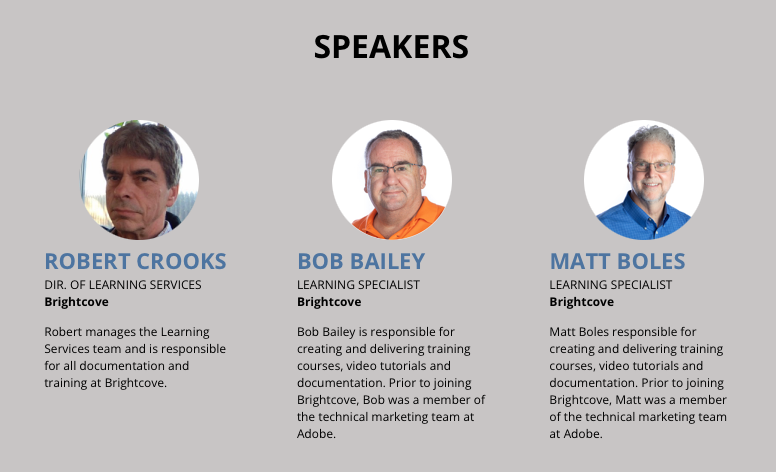 SPEAKERS
ROBERT CROOKS
DIR. OF LEARNING SERVICES
Brightcove
Robert manages the Learning
Services team and is responsible
for all documentation and
training at Brightcove.
BOB BAILEY
LEARNING SPECIALIST
Brightcove
Bob Bailey is responsible for
creating and delivering training
courses, video tutorials and
documentation. Prior to joining
Brightcove, Bob was a member of
the technical marketing team at
Adobe.
MATT BOLES
LEARNING SPECIALIST
Brightcove
Matt Boles responsible for
creating and delivering training
courses, video tutorials and
documentation. Prior to joining
Brightcove, Matt was a member
of the technical marketing team
at Adobe.